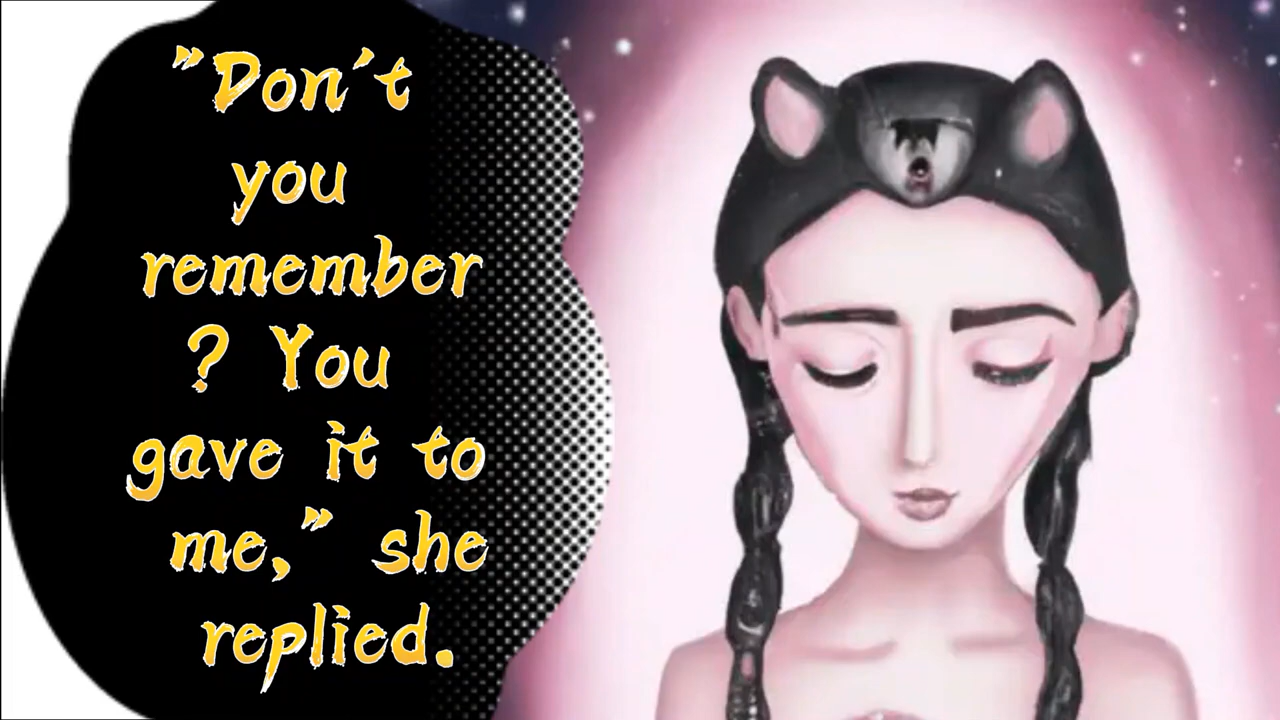 "Don't
you
remember
? You
gave it to
me," she
replied.